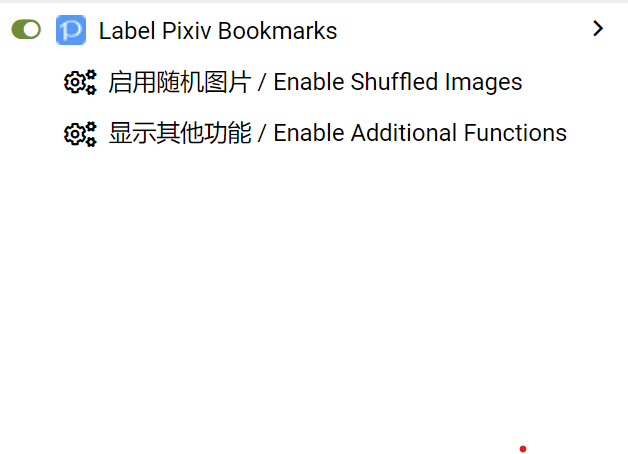 Label Pixiv Bookmarks
启用随机图片 / Enable Shuffled Images
显示其他功能 / Enable Additional Functions